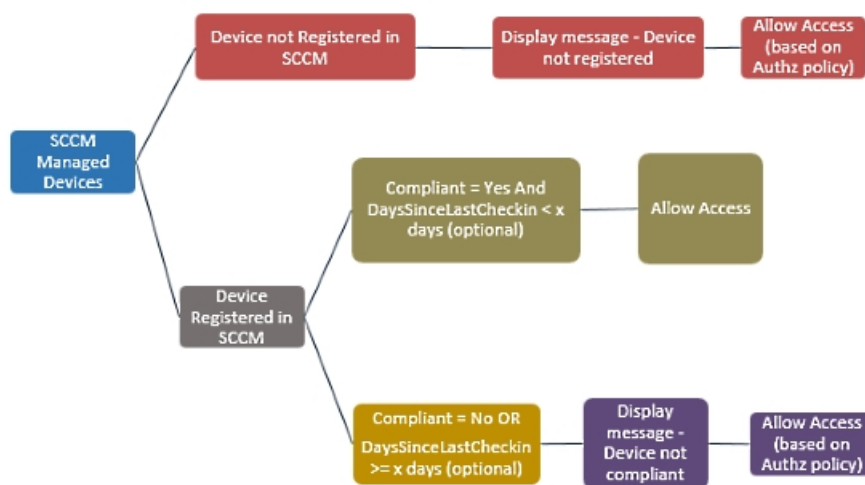 Device not Registered in
SCCM
Display message - Device
not registered
Allow Access
(based on
Authz policy)
SCCM
Managed
Devices
Compliant = Yes And
DaysSinceLastCheckin < x
days (optional)
Allow Access
Device
Registered in
SCCM
Compliant = No OR
DaysSinceLastCheckin
>= x days (optional)
Display
message -
Device not
compliant
Allow Access
(based on
Authz policy)